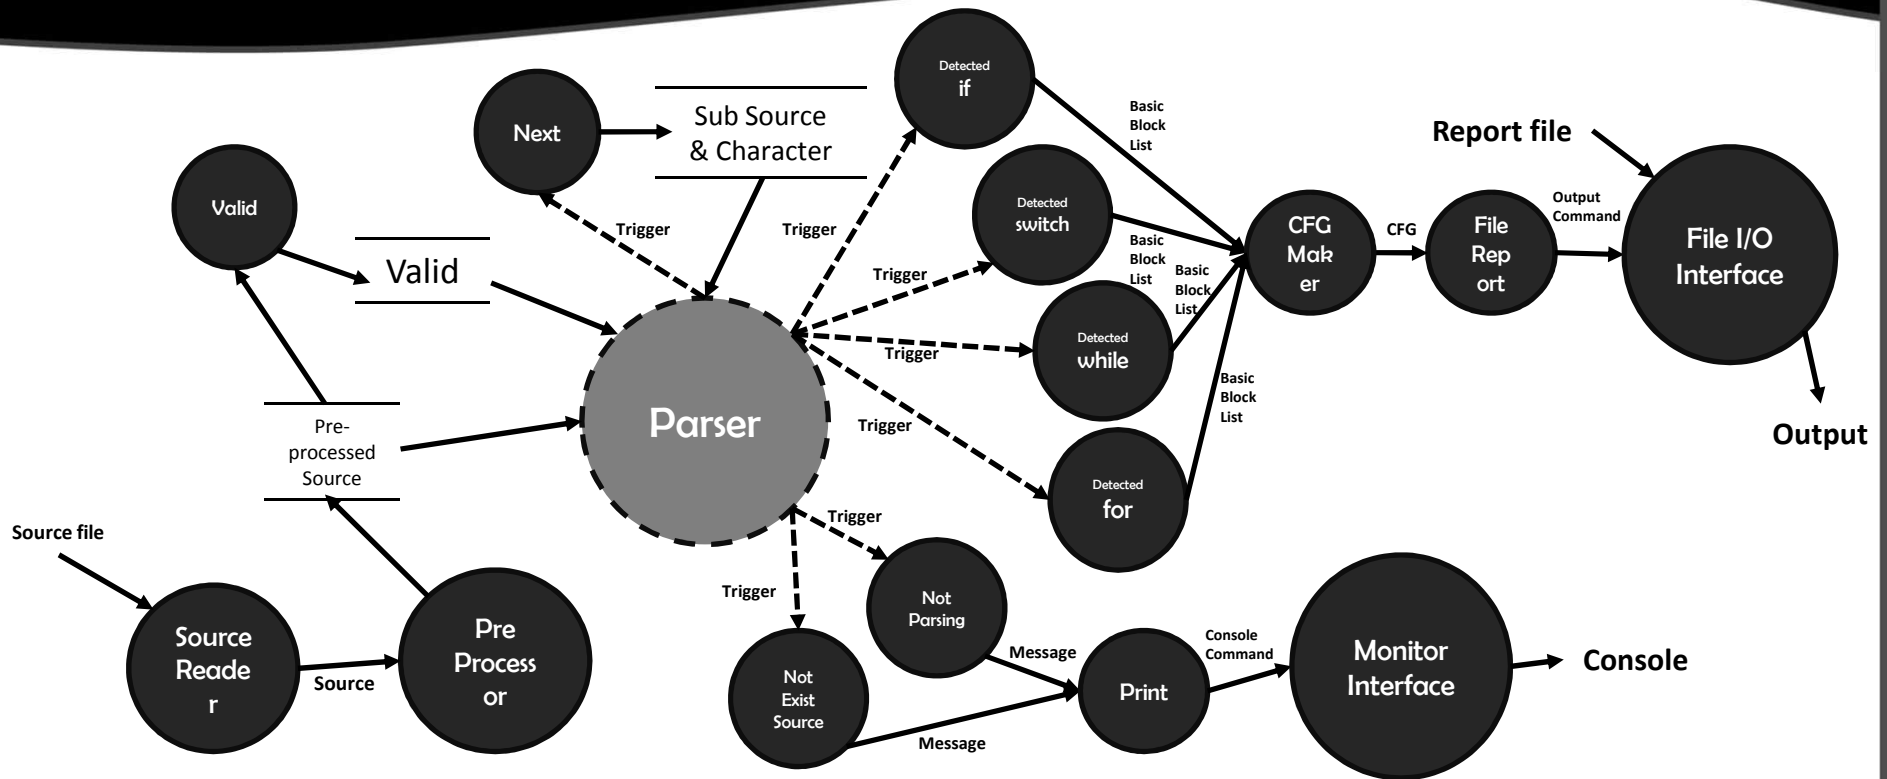 Detected
if
Next
Sub Source
& Character
Basic
Block
List
Report file
Valid
Trigger
Trigger
Detected
switch
Output
Command
CFG
Mak
er
CFG
File
Rep
ort
File I/O
Interface
Valid
Trigger
Basic
Block
List
Basic
Block
List
Detected
while
Trigger
Parser
Trigger
Basic
Block
List
Output
Pre-
processed
Source
Detected
for
Source file
Trigger
Trigger
Not
Parsing
Source
Reade
r
Source
Pre
Process
or
Not
Exist
Source
Message
Message
Print
Console
Command
Monitor
Interface
Console